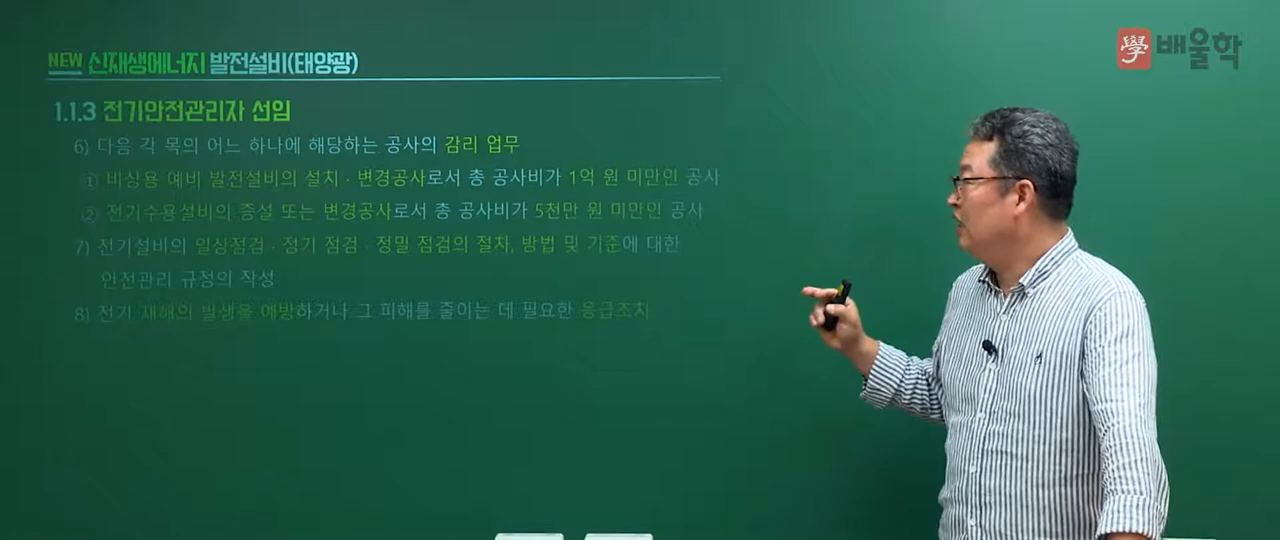 NEW 신재생에너지 발전설비(태양광)
學 배울학
1.1.3 전기안전관리자 선임
6) 다음 각 목의 어느 하나에 해당하는 공사의 감리 업무
① 비상용 예비 발전설비의 설치·변경공사로서 총 공사비가 1억 원 미만인 공사
② 전기수용설비의 증설 또는 변경공사로서 총 공사비가 5천만 원 미만인 공사
7) 전기설비의 일상점검·정기 점검·정밀 점검의 절차, 방법 및 기준에 대한
안전관리 규정의 작성
8) 전기 재해의 발생을 예방하거나 그 피해를 줄이는 데 필요한 응급조치